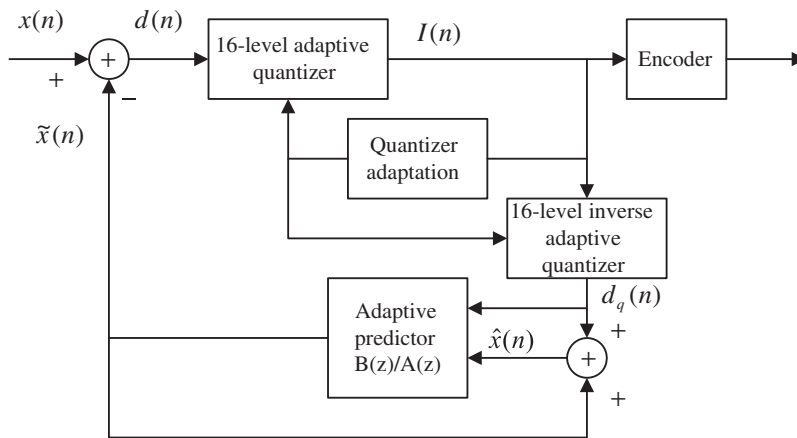 x(n)
d(n)
16-level adaptive
quantizer
I(n)
Encoder
+
+
−
x̃(n)
Quantizer
adaptation
16-level inverse
adaptive
quantizer
d_q(n)
Adaptive
predictor
B(z)/A(z)
x̂(n)
+
+
+